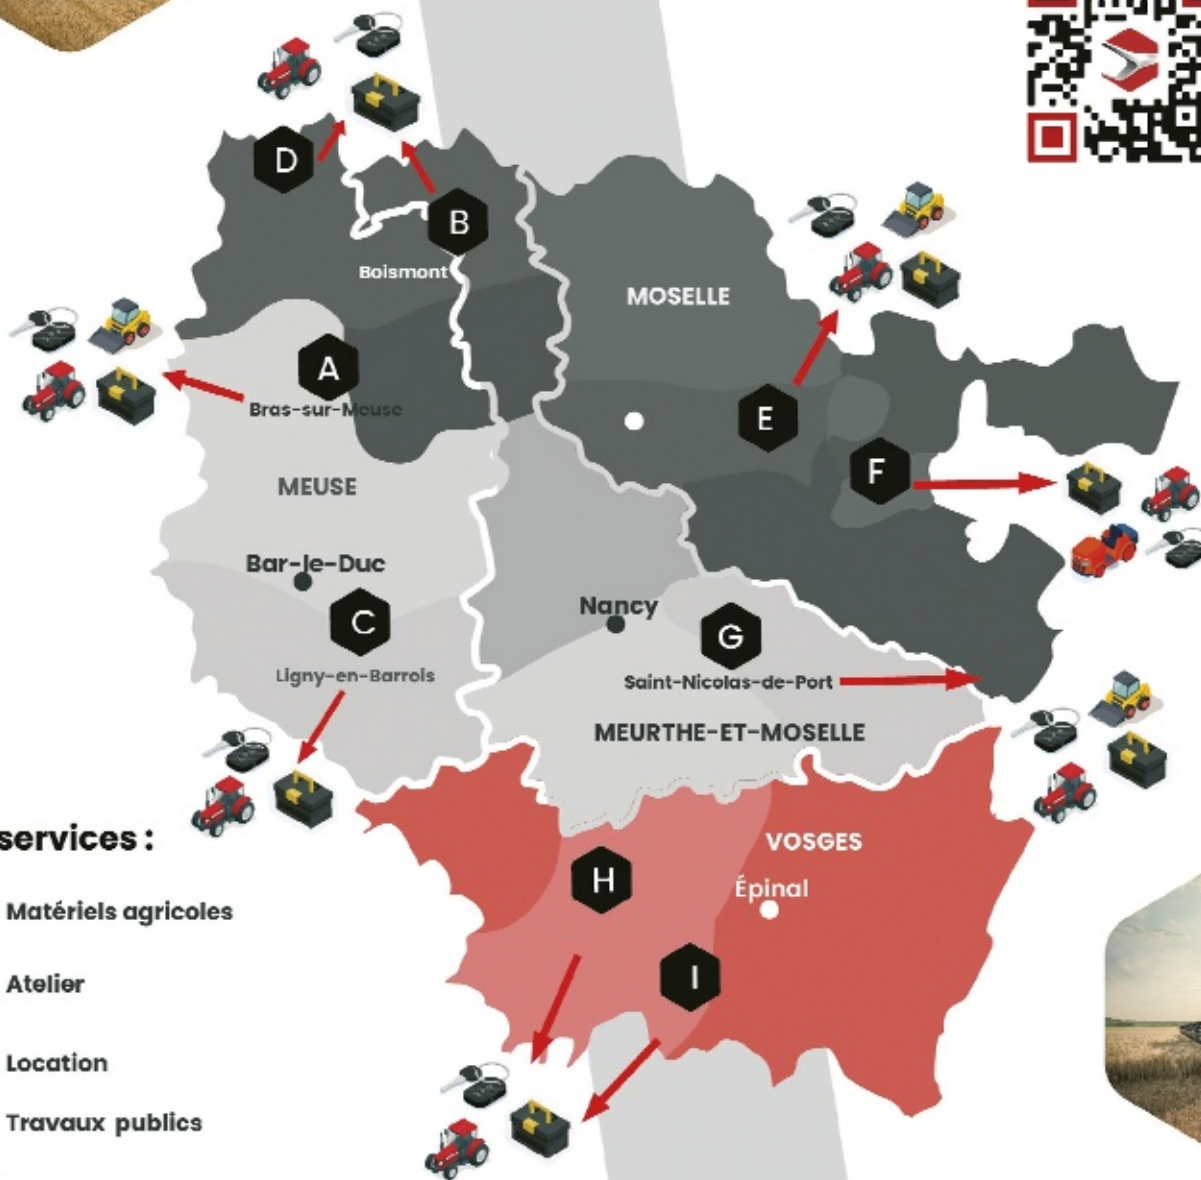 D
B
Boismont
MOSELLE
A
Bras-sur-Meuse
E
F
MEUSE
Bar-le-Duc
C
Nancy
G
Ligny-en-Barrois
Saint-Nicolas-de-Port
MEURTHE-ET-MOSELLE
services :
VOSGES
H
Épinal
Matériels agricoles
I
Atelier
Location
Travaux publics